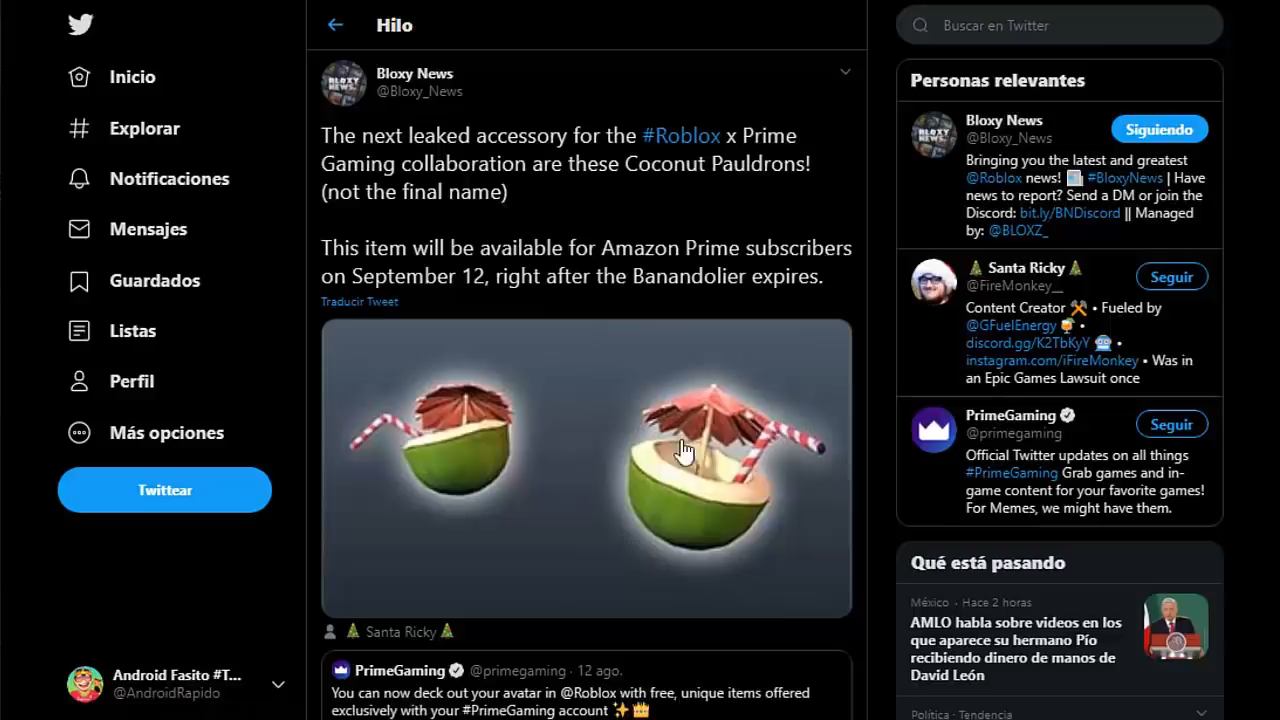 Inicio
Explorar
Notificaciones
Mensajes
Guardados
Listas
Perfil
Más opciones
Twittear
Android Fasito #T...
@AndroidRapido
Hilo
Bloxy News
@Bloxy_News
The next leaked accessory for the #Roblox x Prime
Gaming collaboration are these Coconut Pauldrons!
(not the final name)
This item will be available for Amazon Prime subscribers
on September 12, right after the Banandolier expires.
Traducir Tweet
🎄 Santa Ricky 🎄
PrimeGaming @primegaming · 12 ago.
You can now deck out your avatar in @Roblox with free, unique items offered
exclusively with your #PrimeGaming account ✨👑
Buscar en Twitter
Personas relevantes
BLOXY NEWS
Bloxy News
@Bloxy_News
Siguiendo
Bringing you the latest and greatest
@Roblox news! 📰 #BloxyNews | Have
news to report? Send a DM or join the
Discord: bit.ly/BNDiscord || Managed
by: @BLOXZ_
🎄 Santa Ricky 🎄
@FireMonkey__
Seguir
Content Creator ⚒️ • Fueled by
@GFuelEnergy 🍹 •
discord.gg/K2TbKyY 🤖 •
instagram.com/iFireMonkey • Was in
an Epic Games Lawsuit once
PrimeGaming
@primegaming
Seguir
Official Twitter updates on all things
#PrimeGaming Grab games and in-
game content for your favorite games!
For Memes, we might have them.
Qué está pasando
México · Hace 2 horas
AMLO habla sobre videos en los
que aparece su hermano Pío
recibiendo dinero de manos de
David León
Política · Tendencia